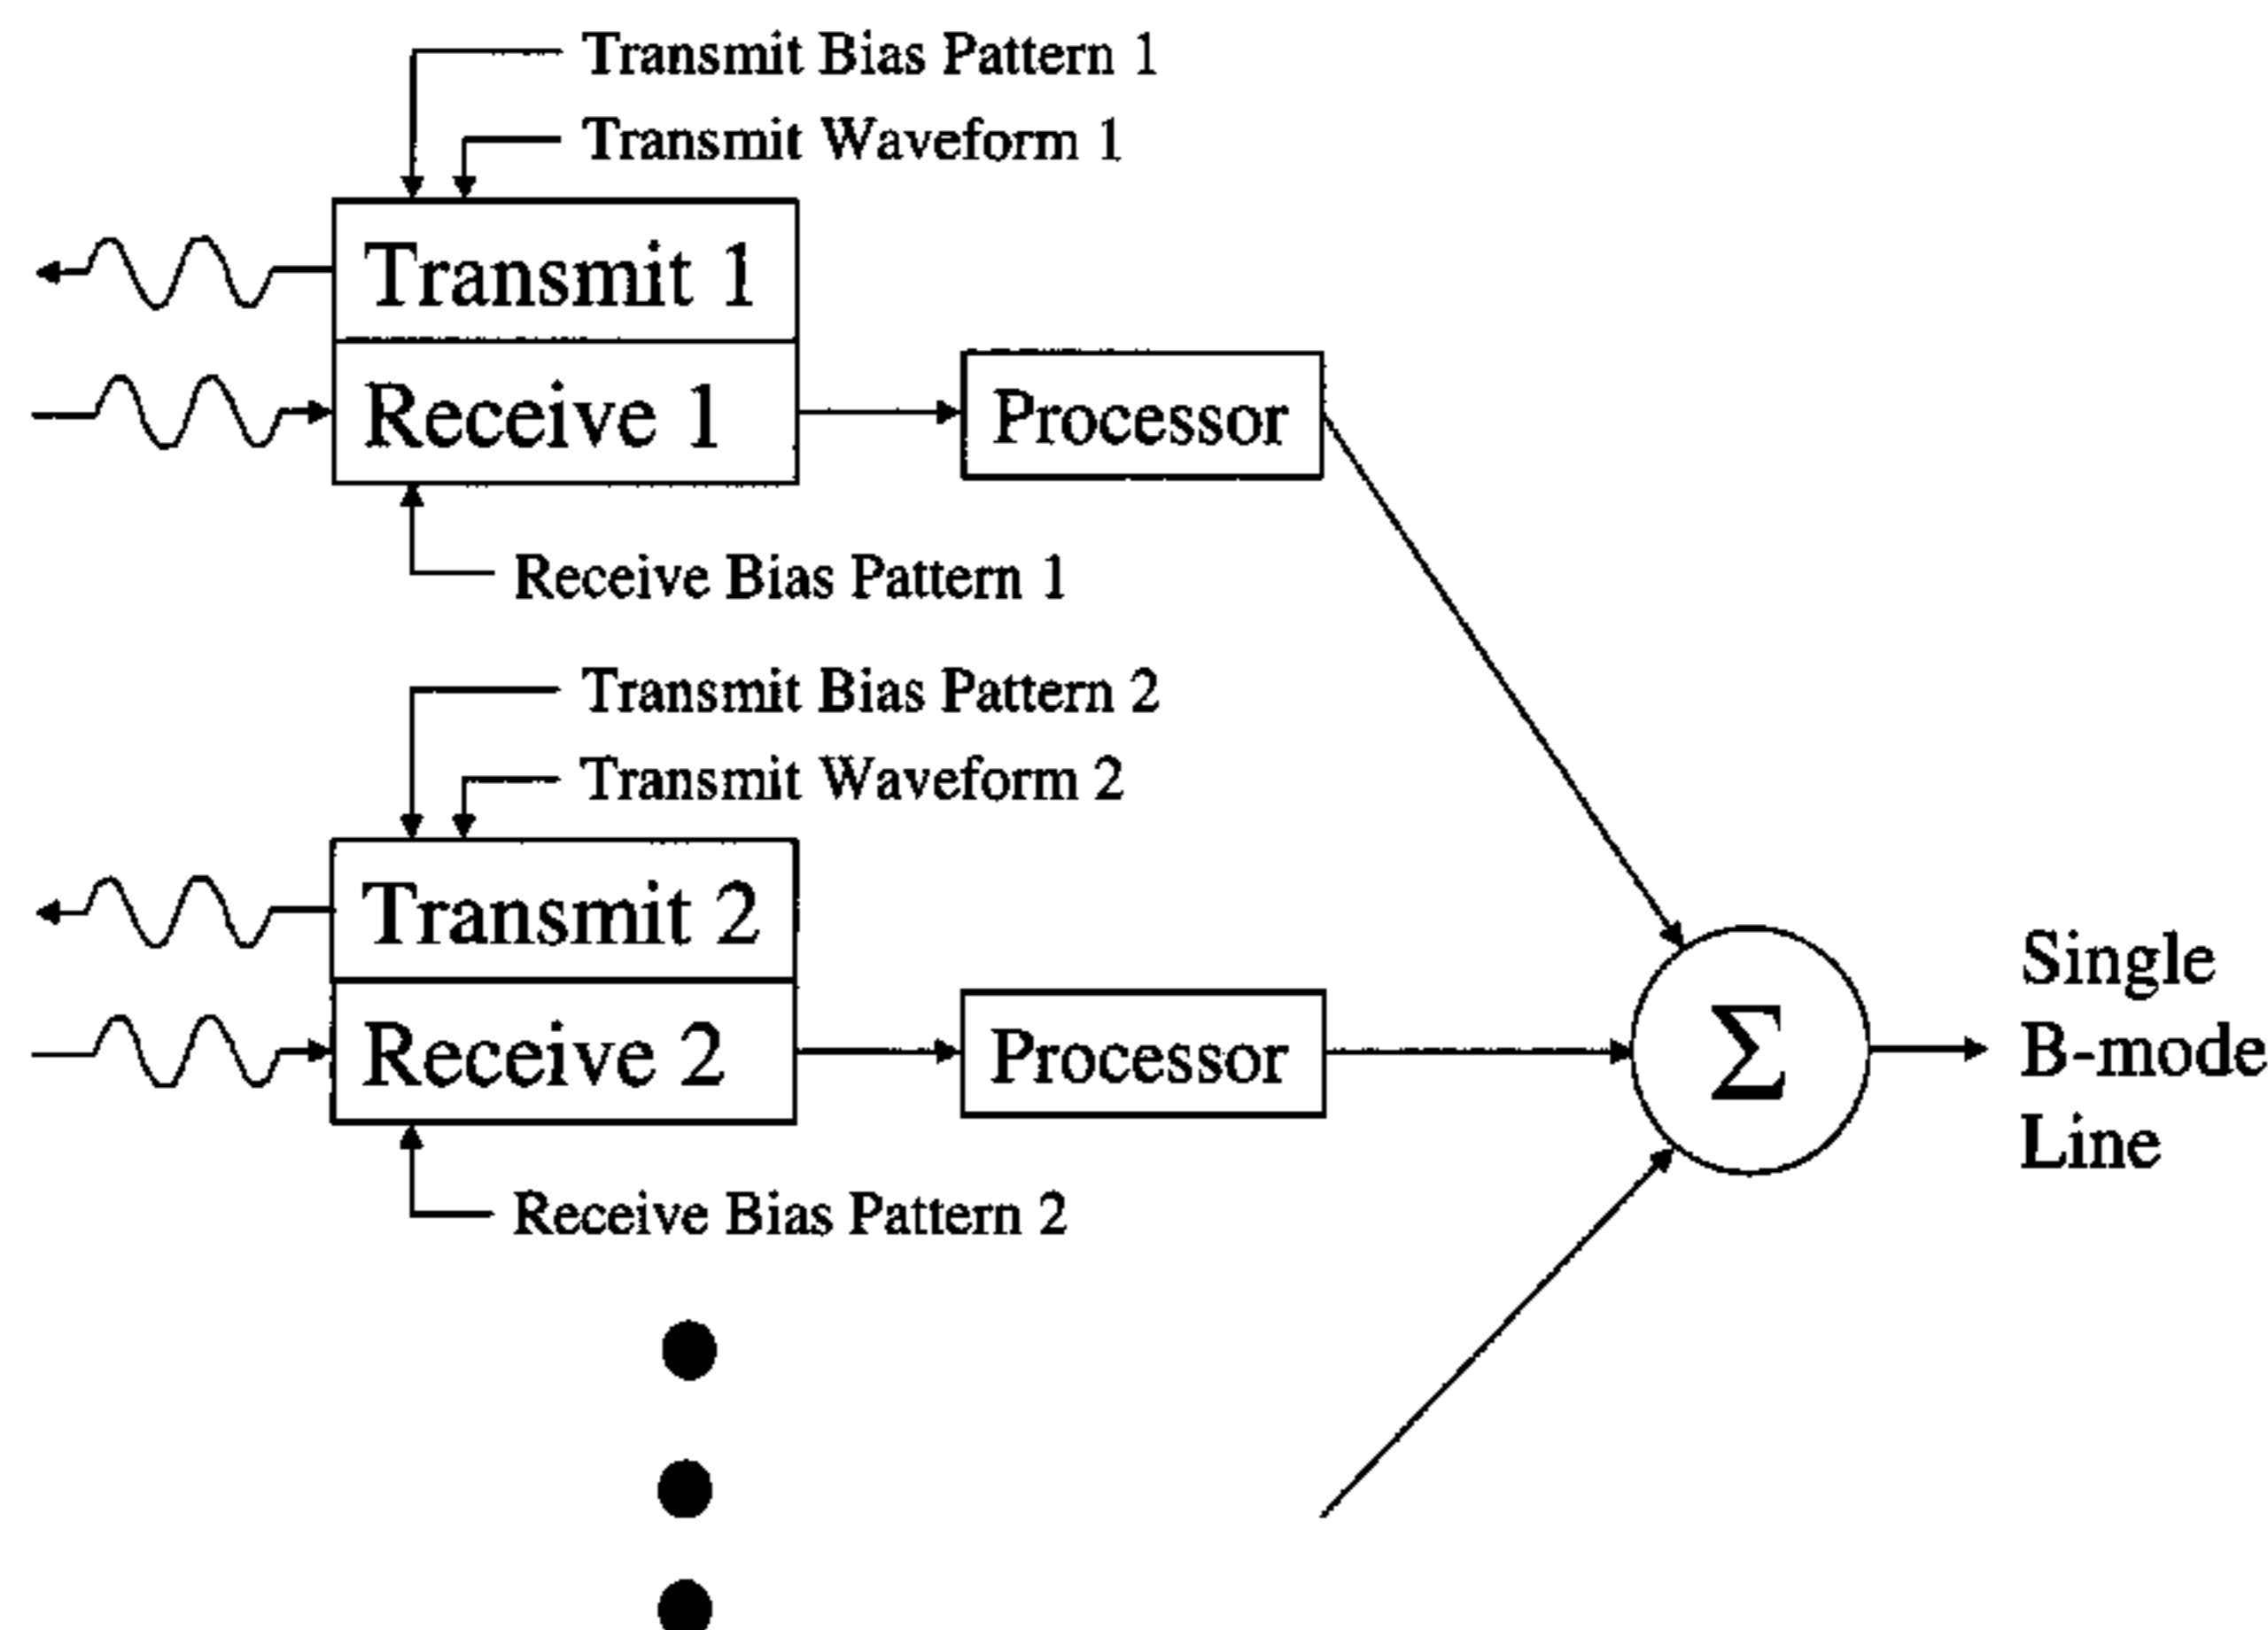 Transmit Bias Pattern 1
Transmit Waveform 1
Transmit 1
Receive 1
Processor
Receive Bias Pattern 1
Transmit Bias Pattern 2
Transmit Waveform 2
Transmit 2
Receive 2
Processor
Σ
Single
B-mode
Line
Receive Bias Pattern 2